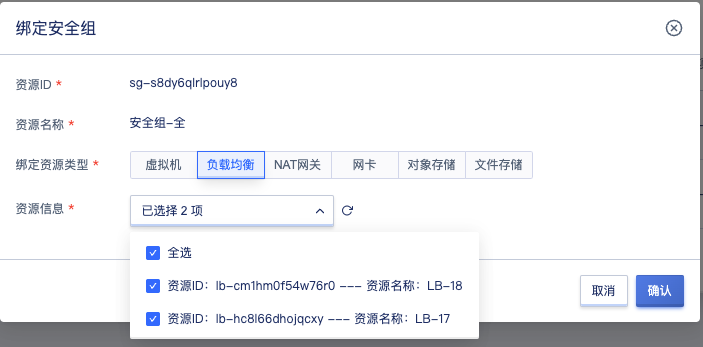 绑定安全组
资源ID *
sg-s8dy6qlrlpouy8
资源名称 *
安全组-全
绑定资源类型 *
虚拟机 负载均衡 NAT网关 网卡 对象存储 文件存储
资源信息 *
已选择 2 项
全选
资源ID：lb-cm1hm0f54w76r0 --- 资源名称：LB-18
资源ID：lb-hc8l66dhojqcxy --- 资源名称：LB-17
取消 确认